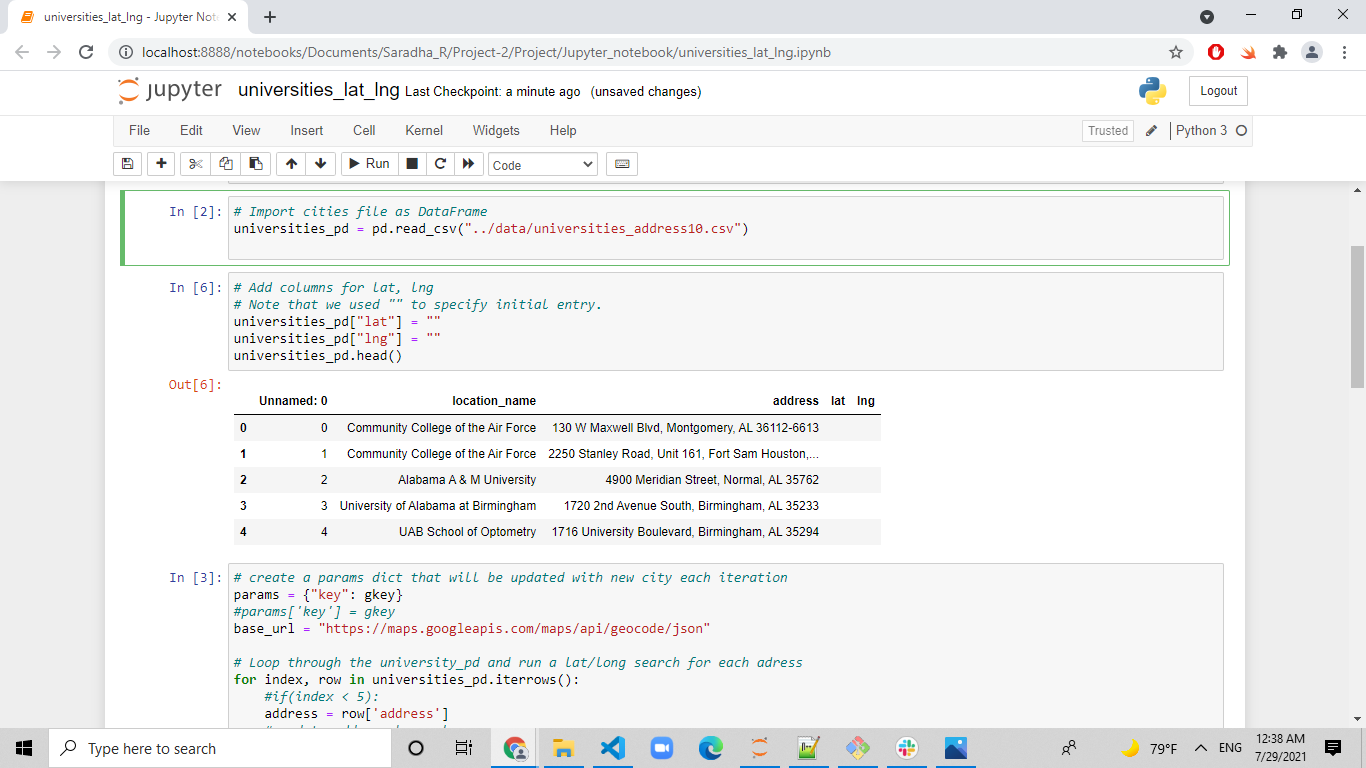 universities_lat_lng - Jupyter Not
localhost:8888/notebooks/Documents/Saradha_R/Project-2/Project/Jupyter_notebook/universities_lat_lng.ipynb
jupyter universities_lat_lng Last Checkpoint: a minute ago (unsaved changes)
Logout
File Edit View Insert Cell Kernel Widgets Help
Trusted Python 3
Run Code
In [2]: # Import cities file as DataFrame
universities_pd = pd.read_csv("../data/universities_address10.csv")
In [6]: # Add columns for lat, lng
# Note that we used "" to specify initial entry.
universities_pd["lat"] = ""
universities_pd["lng"] = ""
universities_pd.head()
Out[6]:
Unnamed: 0 location_name address lat lng
0 0 Community College of the Air Force 130 W Maxwell Blvd, Montgomery, AL 36112-6613
1 1 Community College of the Air Force 2250 Stanley Road, Unit 161, Fort Sam Houston,...
2 2 Alabama A & M University 4900 Meridian Street, Normal, AL 35762
3 3 University of Alabama at Birmingham 1720 2nd Avenue South, Birmingham, AL 35233
4 4 UAB School of Optometry 1716 University Boulevard, Birmingham, AL 35294
In [3]: # create a params dict that will be updated with new city each iteration
params = {"key": gkey}
#params['key'] = gkey
base_url = "https://maps.googleapis.com/maps/api/geocode/json"
# Loop through the university_pd and run a lat/long search for each adress
for index, row in universities_pd.iterrows():
#if(index < 5):
address = row['address']
Type here to search
79°F ENG
12:38 AM
7/29/2021